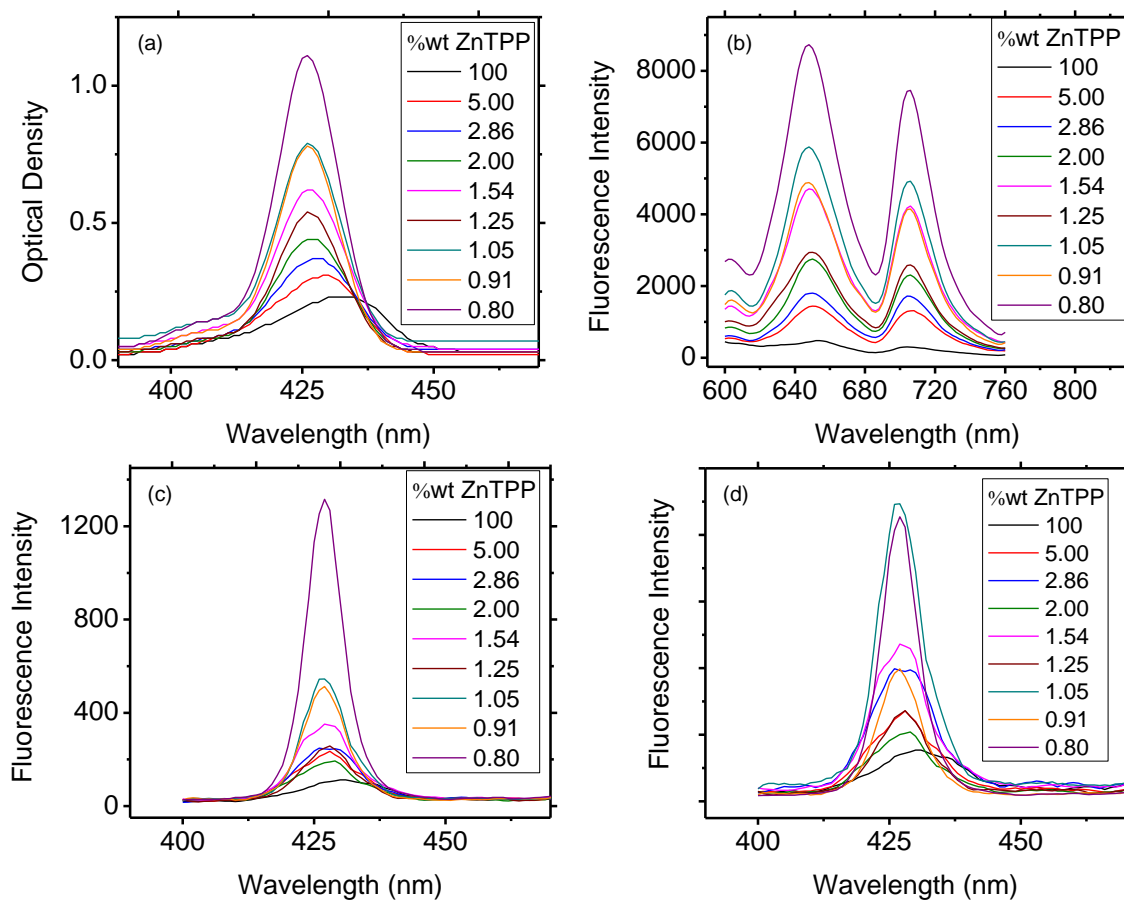 (a)
%wt ZnTPP
100
5.00
2.86
2.00
1.54
1.25
1.05
0.91
0.80
1.0
0.5
0.0
Optical Density
400 425 450
Wavelength (nm)
(b)
%wt ZnTPP
100
5.00
2.86
2.00
1.54
1.25
1.05
0.91
0.80
8000
6000
4000
2000
0
Fluorescence Intensity
600 640 680 720 760 800
Wavelength (nm)
(c)
%wt ZnTPP
100
5.00
2.86
2.00
1.54
1.25
1.05
0.91
0.80
1200
800
400
0
Fluorescence Intensity
400 425 450
Wavelength (nm)
(d)
%wt ZnTPP
100
5.00
2.86
2.00
1.54
1.25
1.05
0.91
0.80
Fluorescence Intensity
400 425 450
Wavelength (nm)